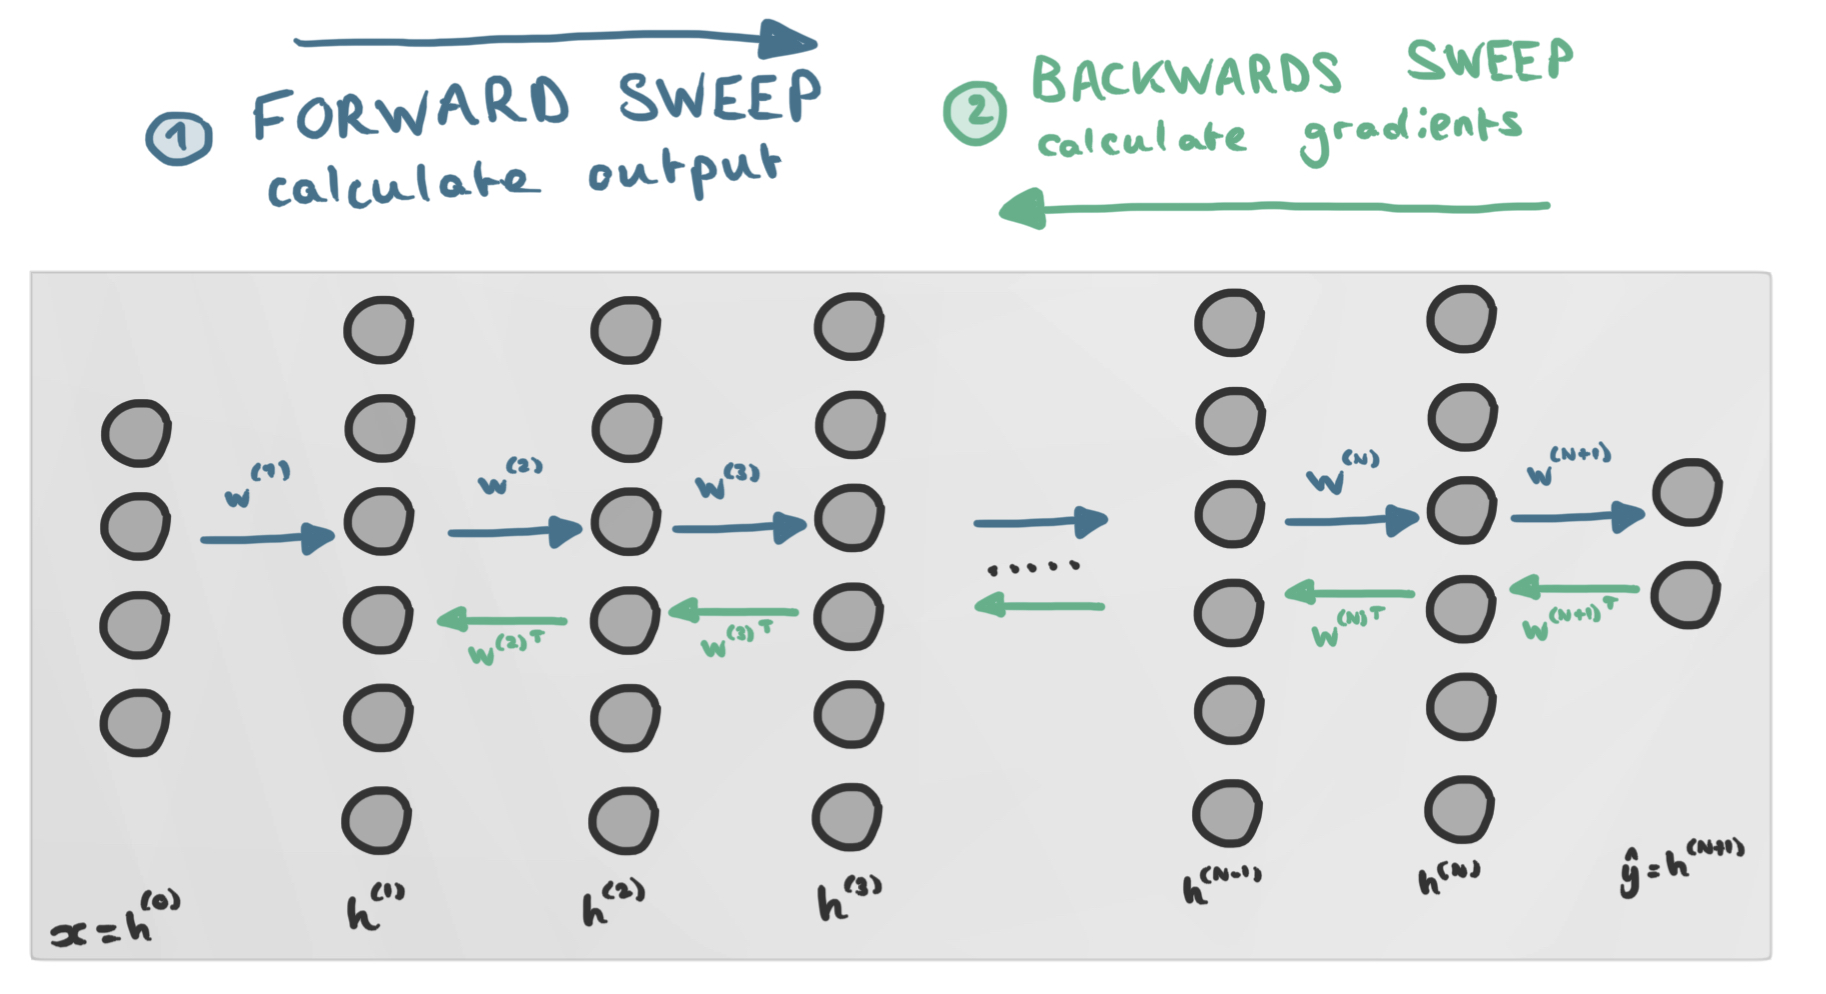 1 FORWARD SWEEP
calculate output
2 BACKWARDS SWEEP
calculate gradients
w^(1)
w^(2)
w^(3)
W^(N)
w^(N+1)
.....
w^(2)T
w^(3)T
W^(N)T
W^(N+1)T
x = h^(0)
h^(1)
h^(2)
h^(3)
h^(N-1)
h^(N)
ŷ = h^(N+1)